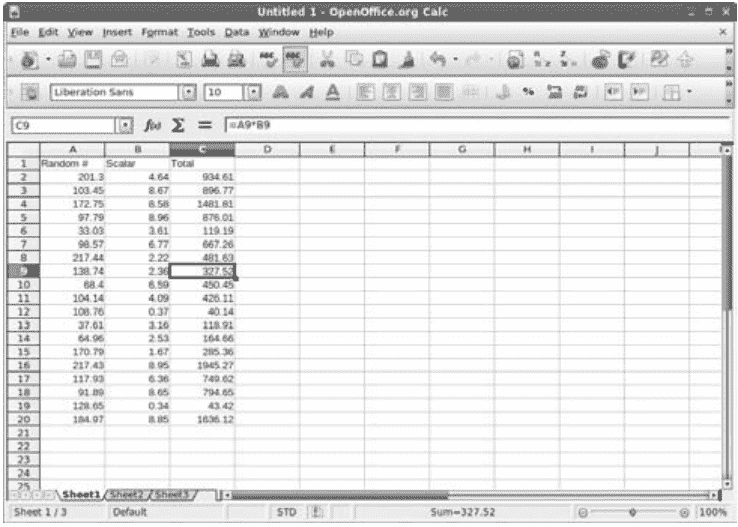 Untitled 1 - OpenOffice.org Calc
File Edit View Insert Format Tools Data Window Help
Liberation Sans 10
C9 f(x) Σ = =A9*B9
A B C D E F G H I J
1 Random # Scalar Total
2 201.3 4.64 934.61
3 103.45 8.67 896.77
4 172.75 8.58 1481.81
5 97.79 8.96 876.01
6 33.03 3.61 119.19
7 98.57 6.77 667.26
8 217.44 2.22 481.63
9 138.74 2.36 327.52
10 68.4 6.59 450.45
11 104.14 4.09 426.11
12 108.76 0.37 40.14
13 37.61 3.16 118.91
14 64.96 2.53 164.66
15 170.79 1.67 285.36
16 217.43 8.95 1945.27
17 117.93 6.36 749.62
18 91.89 8.65 794.65
19 128.65 0.34 43.42
20 184.97 8.85 1636.12
21
22
23
24
25
Sheet1 Sheet2 Sheet3
Sheet 1 / 3 Default STD Sum=327.52 100%